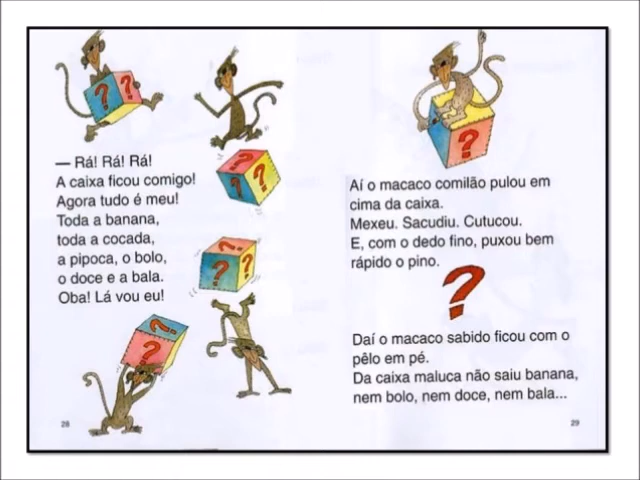 — Rá! Rá! Rá!
A caixa ficou comigo!
Agora tudo é meu!
Toda a banana,
toda a cocada,
a pipoca, o bolo,
o doce e a bala.
Oba! Lá vou eu!
28
Aí o macaco comilão pulou em
cima da caixa.
Mexeu. Sacudiu. Cutucou.
E, com o dedo fino, puxou bem
rápido o pino.
?
Daí o macaco sabido ficou com o
pêlo em pé.
Da caixa maluca não saiu banana,
nem bolo, nem doce, nem bala...
29